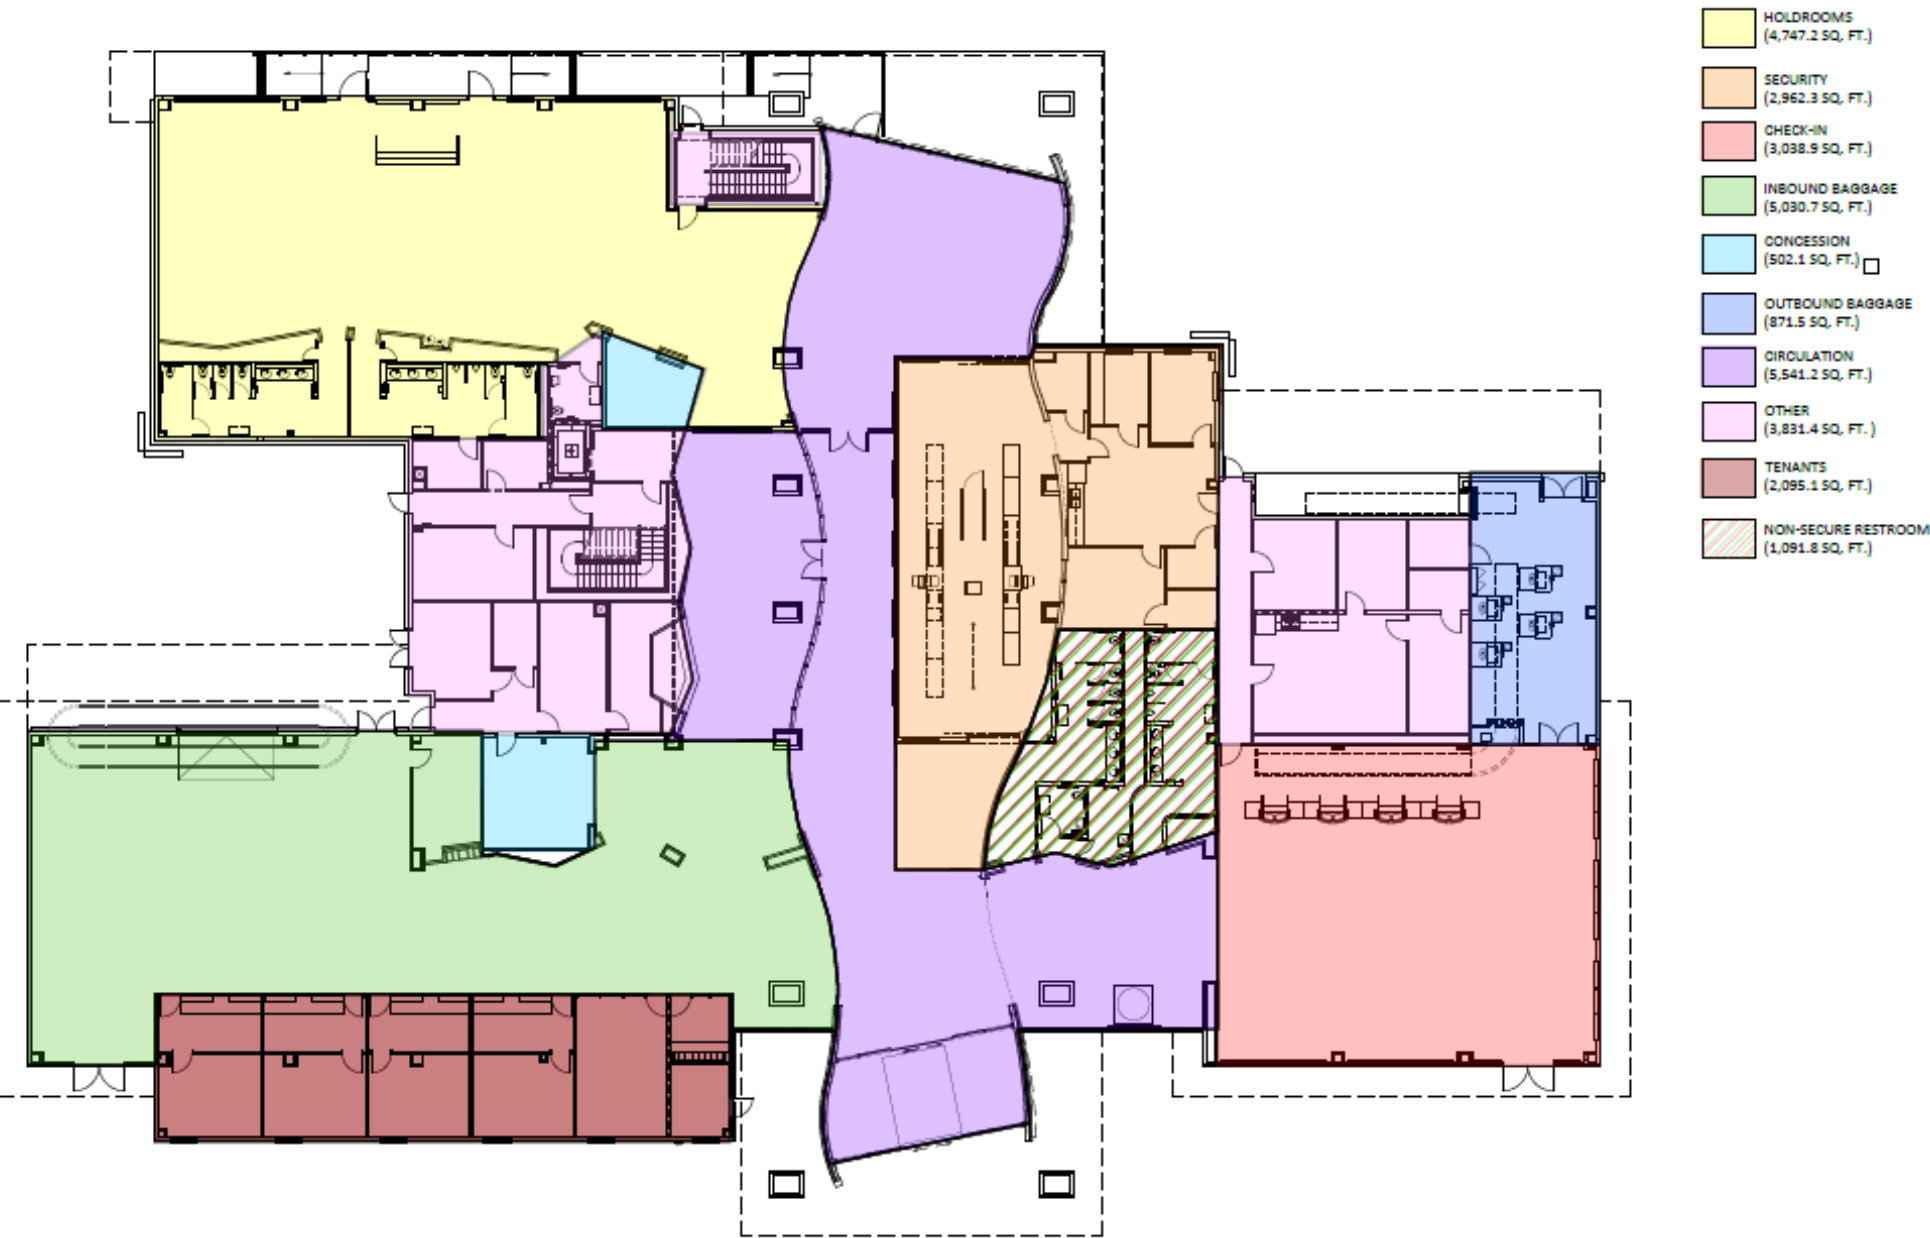 HOLDROOMS
(4,747.2 SQ. FT.)
SECURITY
(2,962.3 SQ. FT.)
CHECK-IN
(3,038.9 SQ. FT.)
INBOUND BAGGAGE
(5,030.7 SQ. FT.)
CONCESSION
(502.1 SQ. FT.)
OUTBOUND BAGGAGE
(871.5 SQ. FT.)
CIRCULATION
(5,541.2 SQ. FT.)
OTHER
(3,831.4 SQ. FT. )
TENANTS
(2,095.1 SQ. FT.)
NON-SECURE RESTROOM
(1,091.8 SQ. FT.)